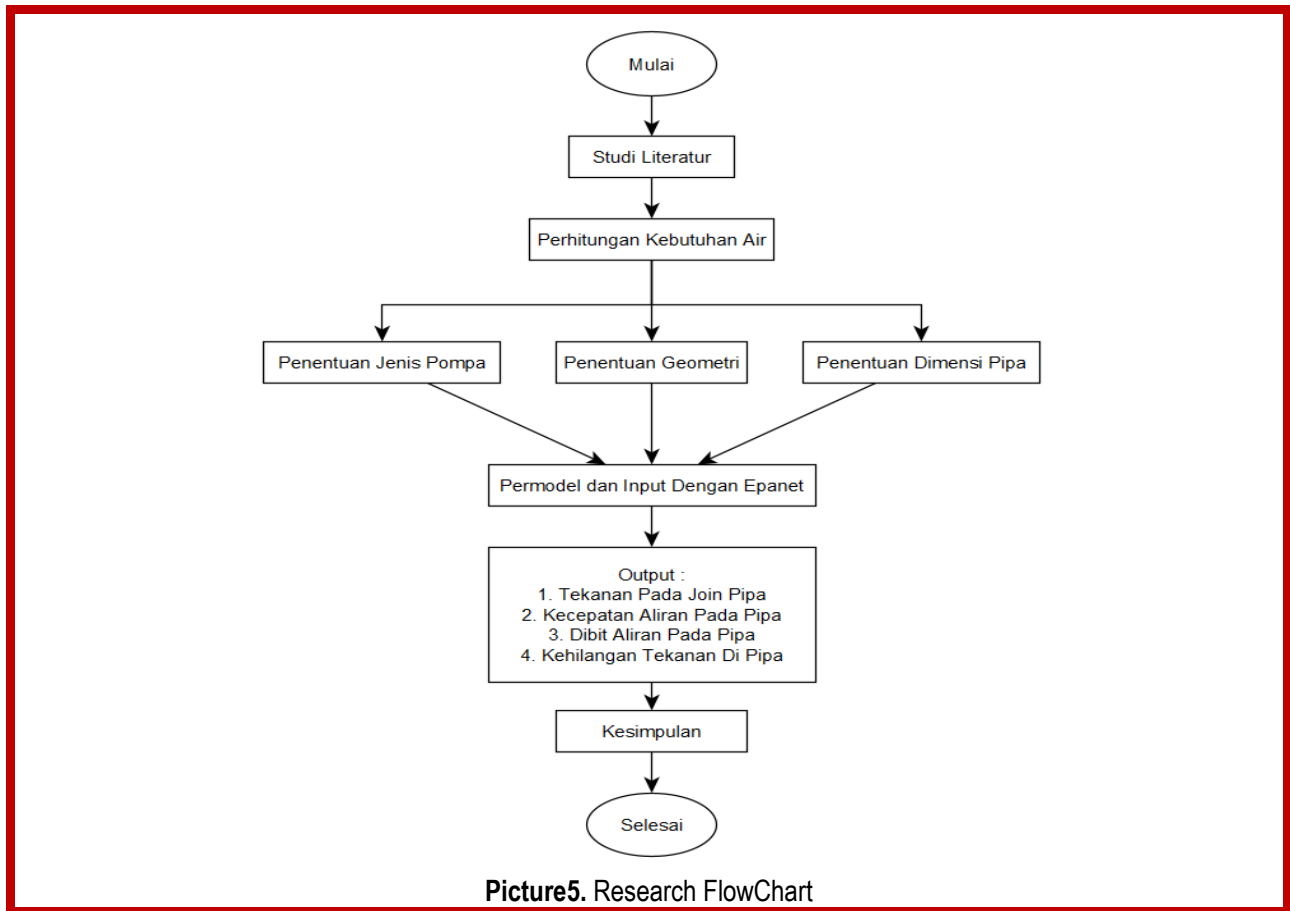 Mulai
Studi Literatur
Perhitungan Kebutuhan Air
Penentuan Jenis Pompa
Penentuan Geometri
Penentuan Dimensi Pipa
Permodel dan Input Dengan Epanet
Output :
1. Tekanan Pada Join Pipa
2. Kecepatan Aliran Pada Pipa
3. Dibit Aliran Pada Pipa
4. Kehilangan Tekanan Di Pipa
Kesimpulan
Selesai
Picture5. Research FlowChart